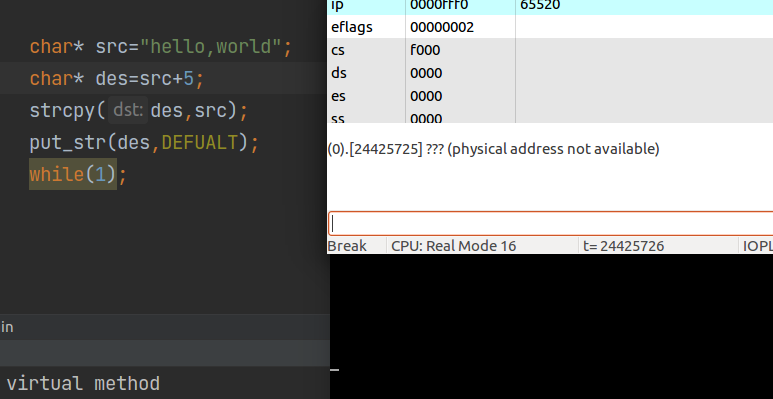 char* src="hello,world";
char* des=src+5;
strcpy( dst: des,src);
put_str(des,DEFUALT);
while(1);
in
virtual method
ip 0000fff0 65520
eflags 00000002
cs f000
ds 0000
es 0000
ss 0000
(0).[24425725] ??? (physical address not available)
Break CPU: Real Mode 16 t= 24425726 IOPL
_